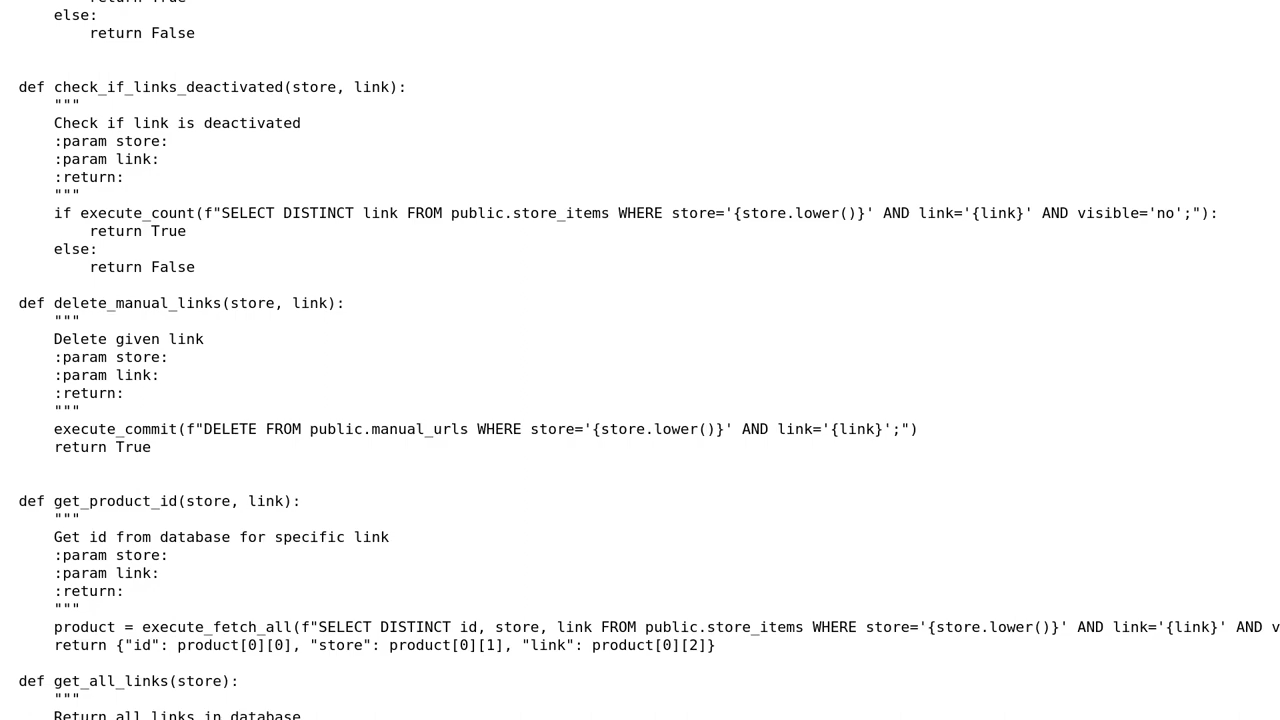 return True
    else:
        return False
def check_if_links_deactivated(store, link):
    """
    Check if link is deactivated
    :param store:
    :param link:
    :return:
    """
    if execute_count(f"SELECT DISTINCT link FROM public.store_items WHERE store='{store.lower()}' AND link='{link}' AND visible='no';"):
        return True
    else:
        return False
def delete_manual_links(store, link):
    """
    Delete given link
    :param store:
    :param link:
    :return:
    """
    execute_commit(f"DELETE FROM public.manual_urls WHERE store='{store.lower()}' AND link='{link}';")
    return True
def get_product_id(store, link):
    """
    Get id from database for specific link
    :param store:
    :param link:
    :return:
    """
    product = execute_fetch_all(f"SELECT DISTINCT id, store, link FROM public.store_items WHERE store='{store.lower()}' AND link='{link}' AND v
    return {"id": product[0][0], "store": product[0][1], "link": product[0][2]}
def get_all_links(store):
    """
    Return all links in database